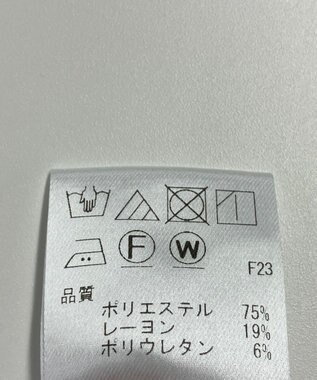 F W
F23
品質
ポリエステル 75%
レーヨン 19%
ポリウレタン 6%